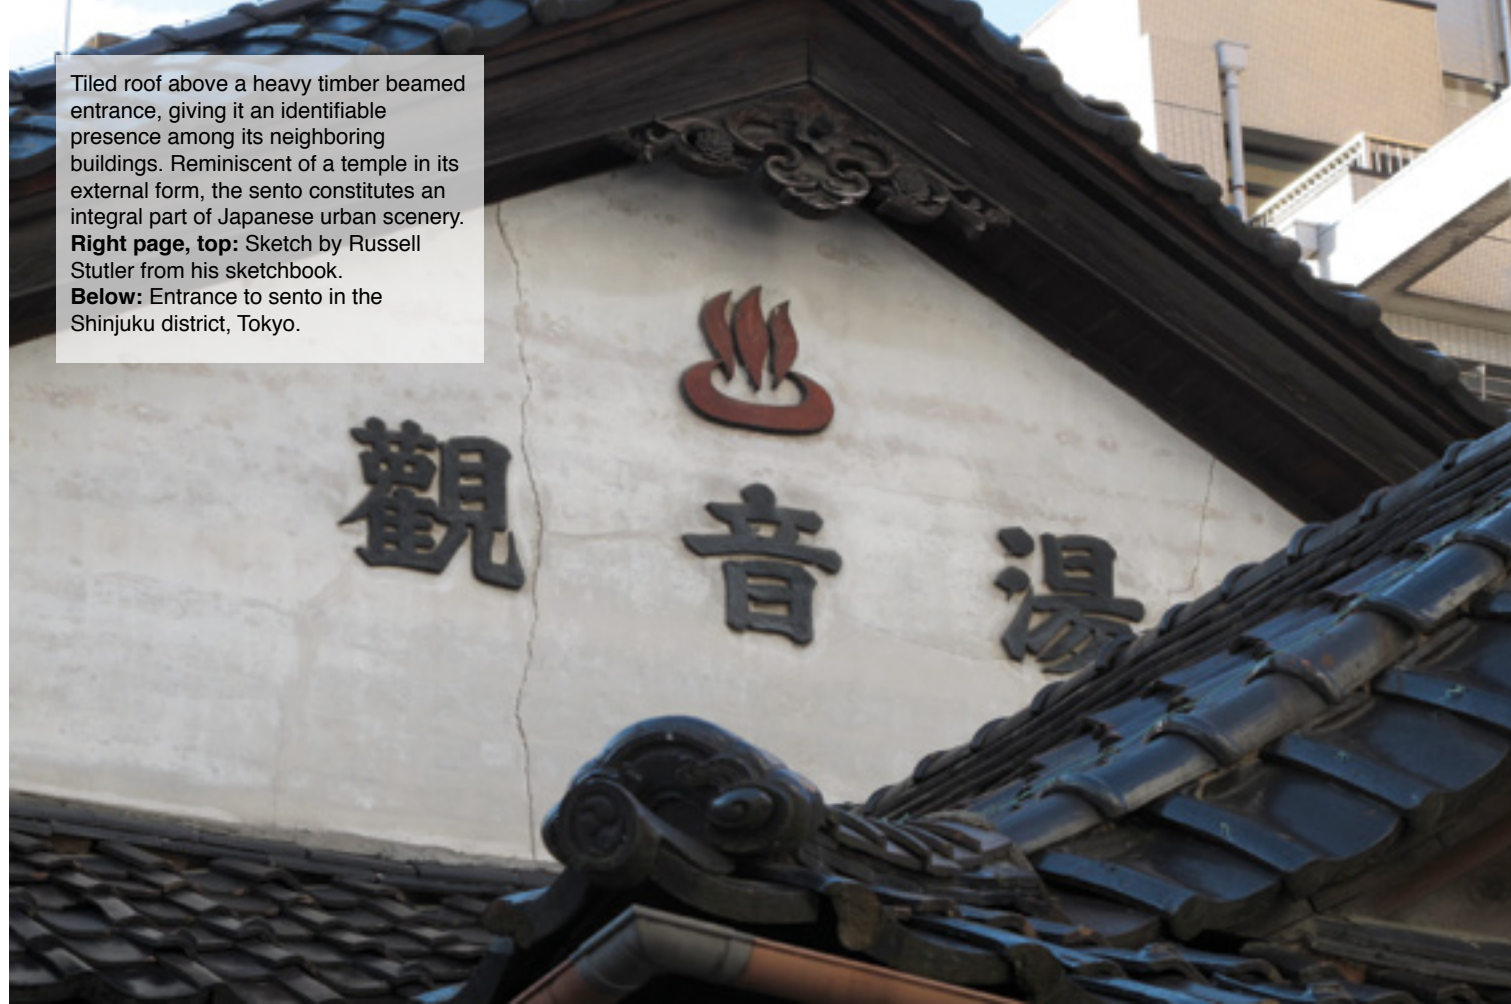 Tiled roof above a heavy timber beamed
entrance, giving it an identifiable
presence among its neighboring
buildings. Reminiscent of a temple in its
external form, the sento constitutes an
integral part of Japanese urban scenery.
Right page, top: Sketch by Russell
Stutler from his sketchbook.
Below: Entrance to sento in the
Shinjuku district, Tokyo.
觀音湯